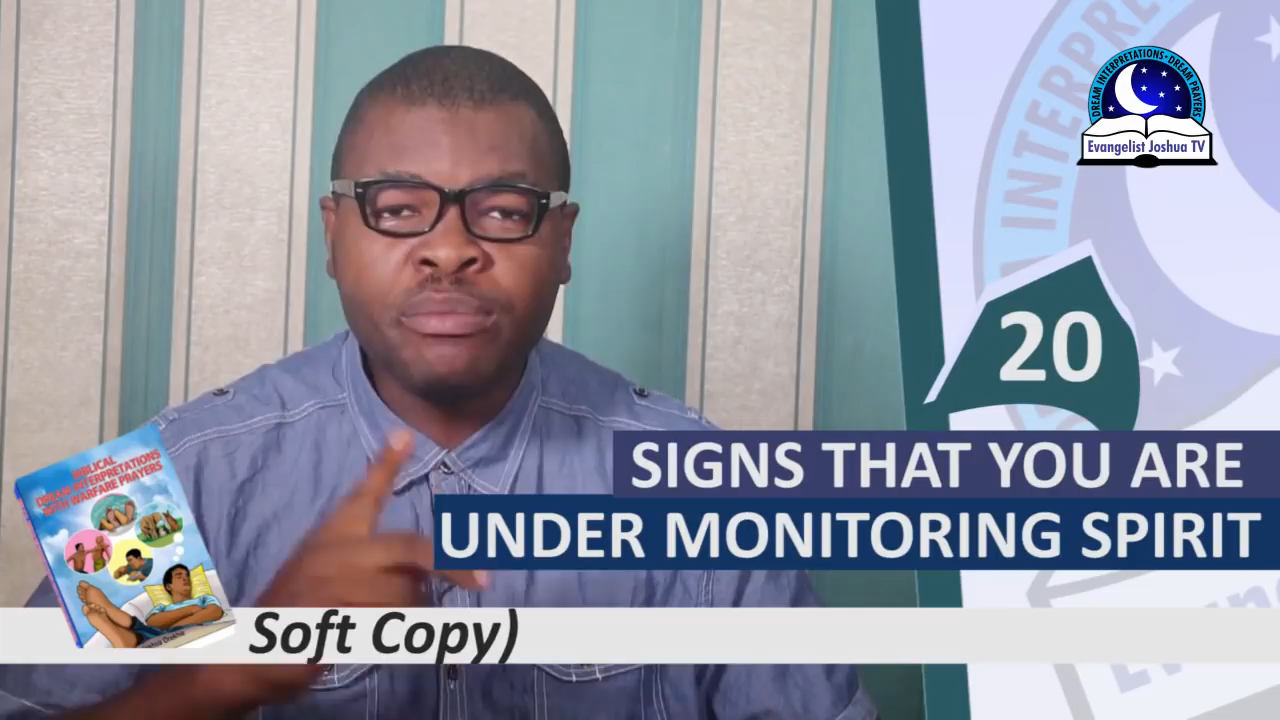 DREAM INTERPRETATIONS · DREAM PRAYERS
Evangelist Joshua TV
INTERPRE
20
SIGNS THAT YOU ARE
UNDER MONITORING SPIRIT
BIBLICAL
DREAM INTERPRETATIONS
WITH WARFARE PRAYERS
Soft Copy)